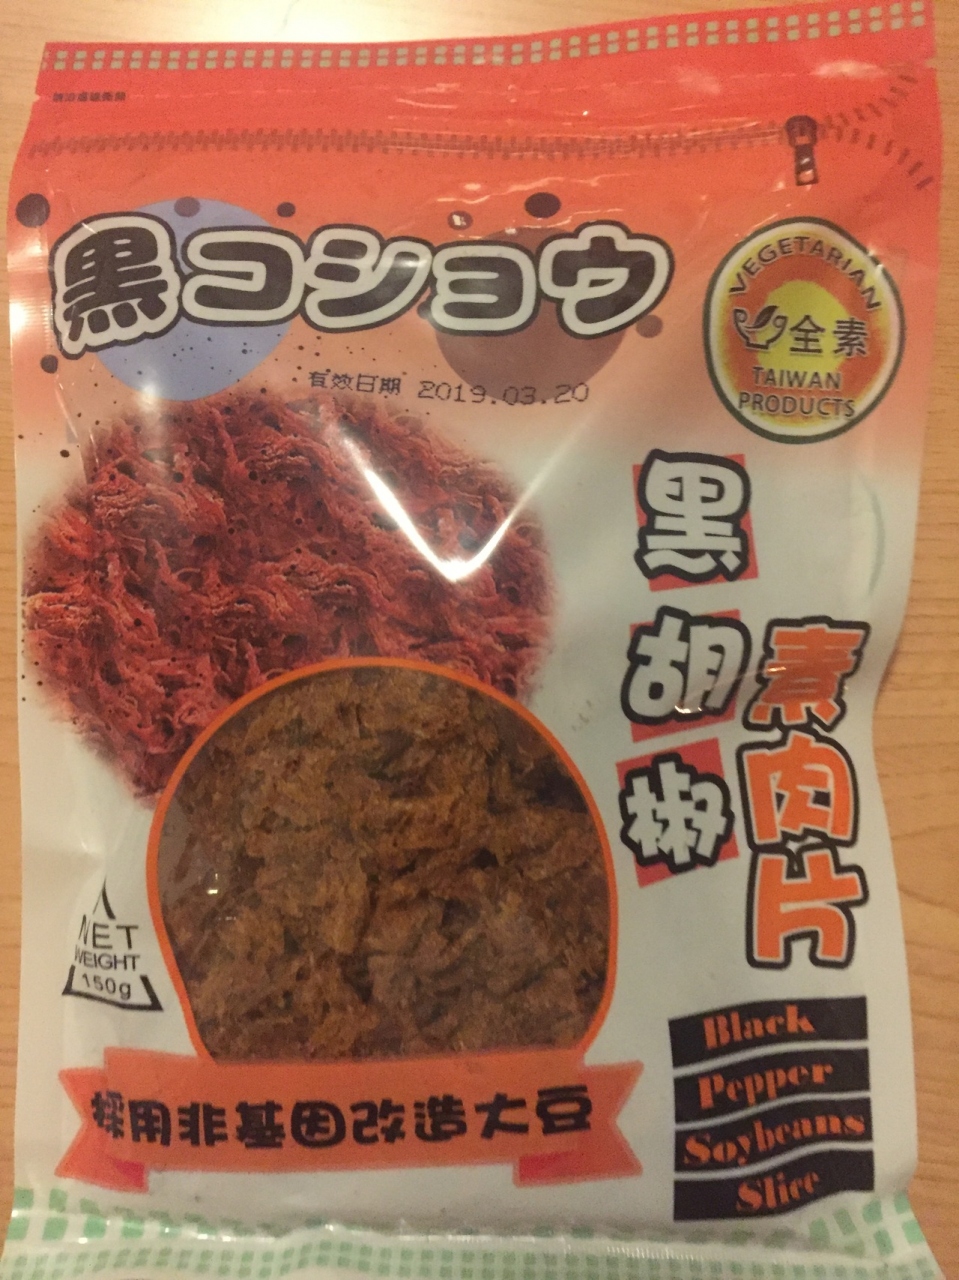 黒コショウ
VEGETARIAN
全素
TAIWAN
PRODUCTS
有效日期 2019.03.20
黑胡椒
素肉片
NET
WEIGHT
150g
採用非基因改造大豆
Black
Pepper
Soybeans
Slice